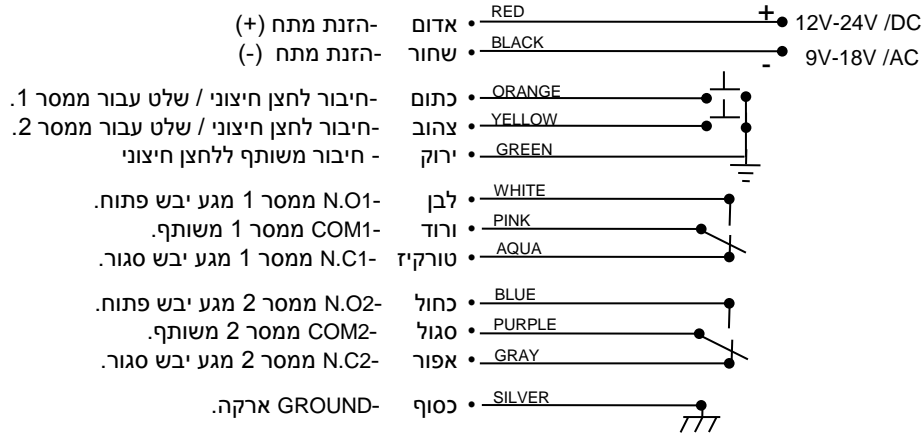 אדום -הזנת מתח (+) • RED + 12V-24V /DC
שחור -הזנת מתח (-) • BLACK - 9V-18V /AC
כתום -חיבור לחצן חיצוני / שלט עבור ממסר 1. • ORANGE
צהוב -חיבור לחצן חיצוני / שלט עבור ממסר 2. • YELLOW
ירוק - חיבור משותף ללחצן חיצוני • GREEN
לבן -N.O1 ממסר 1 מגע יבש פתוח. • WHITE
ורוד -COM1 ממסר 1 משותף. • PINK
טורקיז -N.C1 ממסר 1 מגע יבש סגור. • AQUA
כחול -N.O2 ממסר 2 מגע יבש פתוח. • BLUE
סגול -COM2 ממסר 2 משותף. • PURPLE
אפור -N.C2 ממסר 2 מגע יבש סגור. • GRAY
כסוף -GROUND ארקה. • SILVER